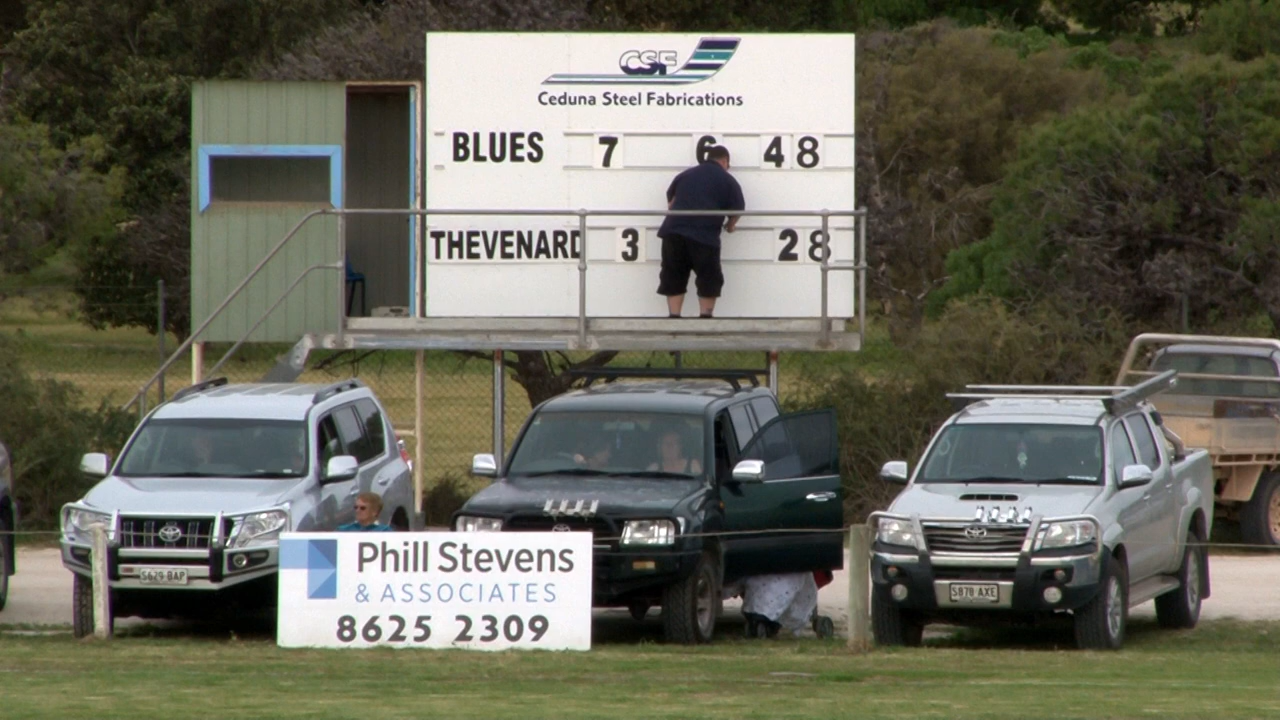 CSF
Ceduna Steel Fabrications
BLUES 7 6 48
THEVENARD 3 28
Phill Stevens
& ASSOCIATES
8625 2309
S629 BAP
S878 AXE